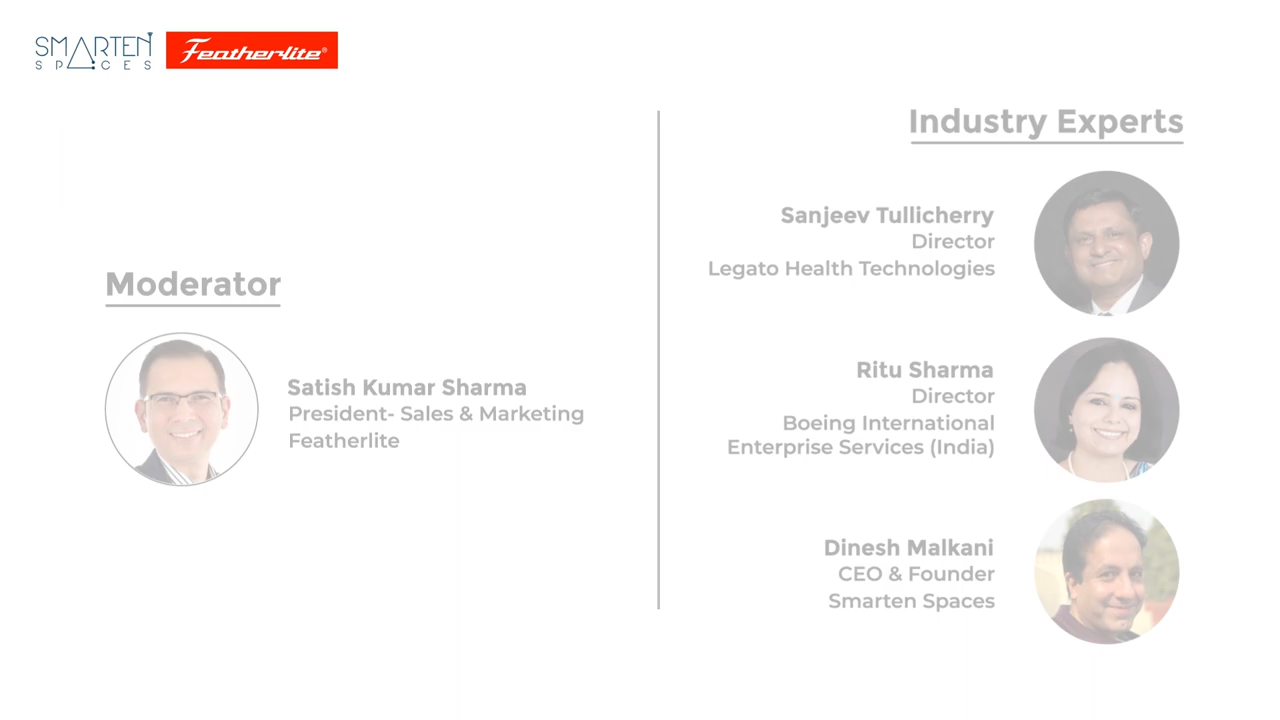 SMARTEN
SPACES
Featherlite®
Moderator
Satish Kumar Sharma
President- Sales & Marketing
Featherlite
Industry Experts
Sanjeev Tullicherry
Director
Legato Health Technologies
Ritu Sharma
Director
Boeing International
Enterprise Services (India)
Dinesh Malkani
CEO & Founder
Smarten Spaces